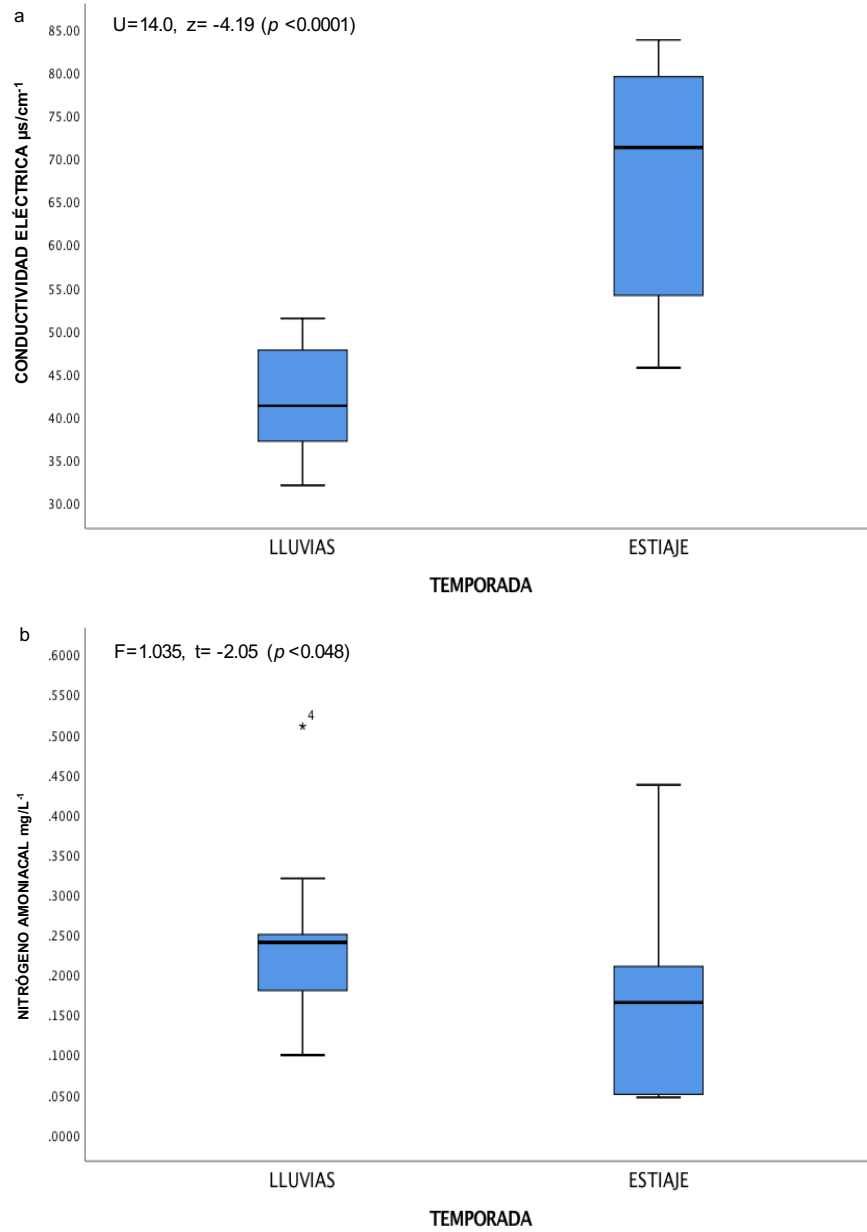 a
U=14.0, z= -4.19 (p <0.0001)
CONDUCTIVIDAD ELÉCTRICA µs/cm-1
85.00
80.00
75.00
70.00
65.00
60.00
55.00
50.00
45.00
40.00
35.00
30.00
LLUVIAS ESTIAJE
TEMPORADA
b
F=1.035, t= -2.05 (p <0.048)
NITRÓGENO AMONIACAL mg/L-1
.6000
.5500
.5000
.4500
.4000
.3500
.3000
.2500
.2000
.1500
.1000
.0500
.0000
4
LLUVIAS ESTIAJE
TEMPORADA